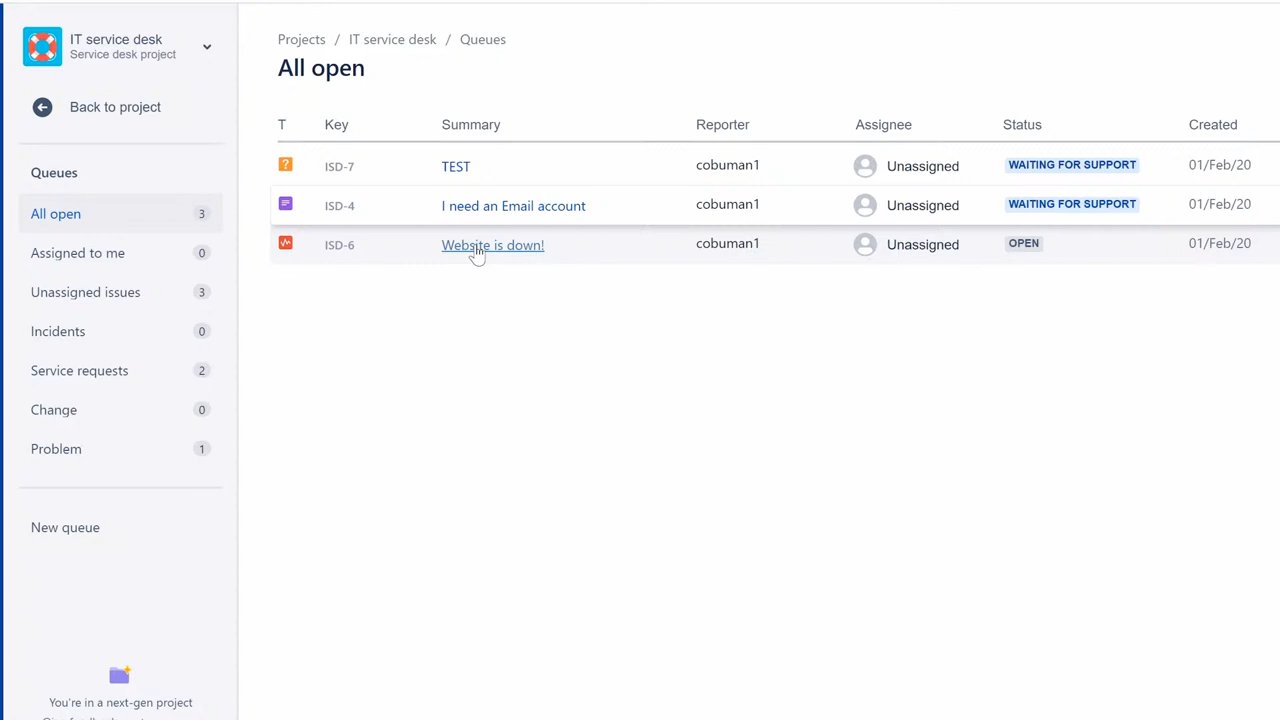 IT service desk
Service desk project
Back to project
Queues
All open 3
Assigned to me 0
Unassigned issues 3
Incidents 0
Service requests 2
Change 0
Problem 1
New queue
You're in a next-gen project
Projects / IT service desk / Queues
All open
T Key Summary Reporter Assignee Status Created
? ISD-7 TEST cobuman1 Unassigned WAITING FOR SUPPORT 01/Feb/20
ISD-4 I need an Email account cobuman1 Unassigned WAITING FOR SUPPORT 01/Feb/20
ISD-6 Website is down! cobuman1 Unassigned OPEN 01/Feb/20